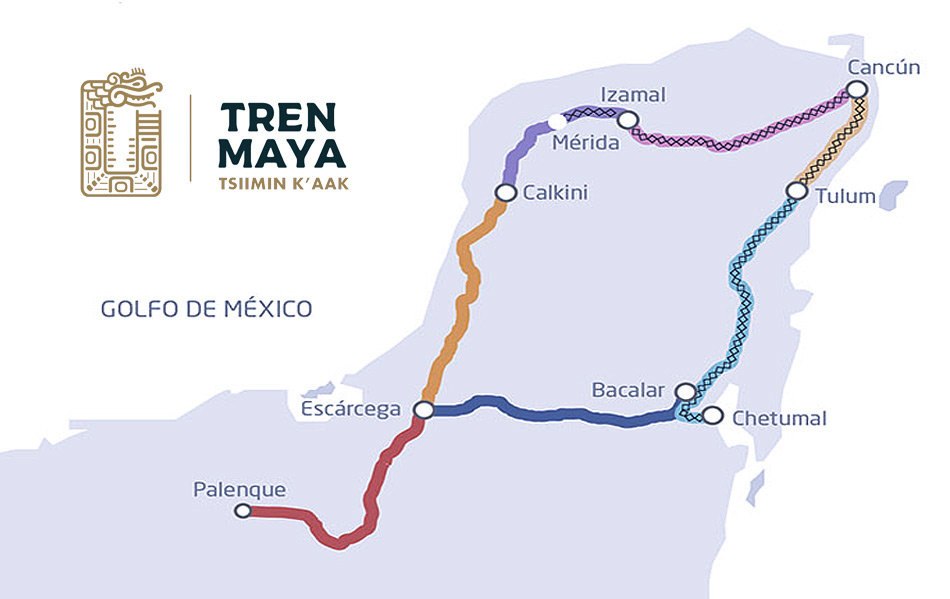 TREN
MAYA
TSIIMIN K'AAK
GOLFO DE MÉXICO
Cancún
Izamal
Mérida
Calkini
Tulum
Bacalar
Escárcega
Chetumal
Palenque